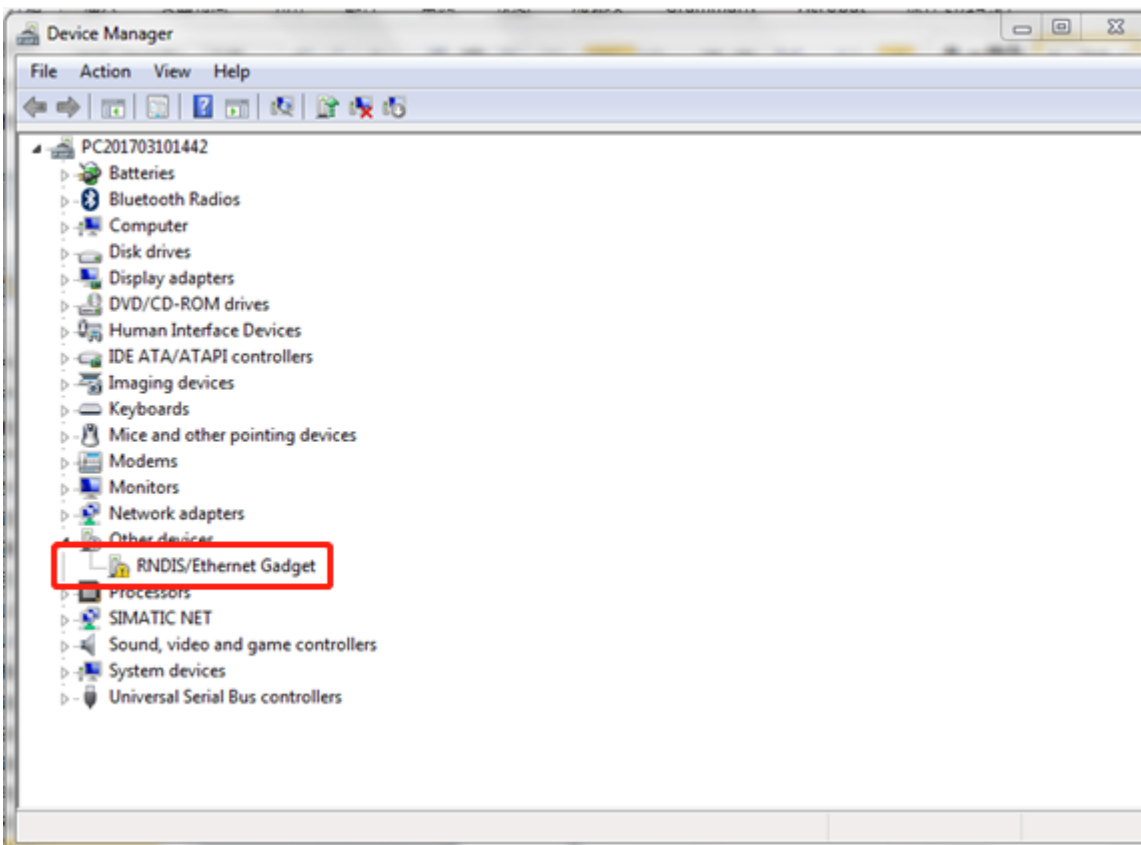 Device Manager
File Action View Help
PC201703101442
Batteries
Bluetooth Radios
Computer
Disk drives
Display adapters
DVD/CD-ROM drives
Human Interface Devices
IDE ATA/ATAPI controllers
Imaging devices
Keyboards
Mice and other pointing devices
Modems
Monitors
Network adapters
Other devices
RNDIS/Ethernet Gadget
Processors
SIMATIC NET
Sound, video and game controllers
System devices
Universal Serial Bus controllers